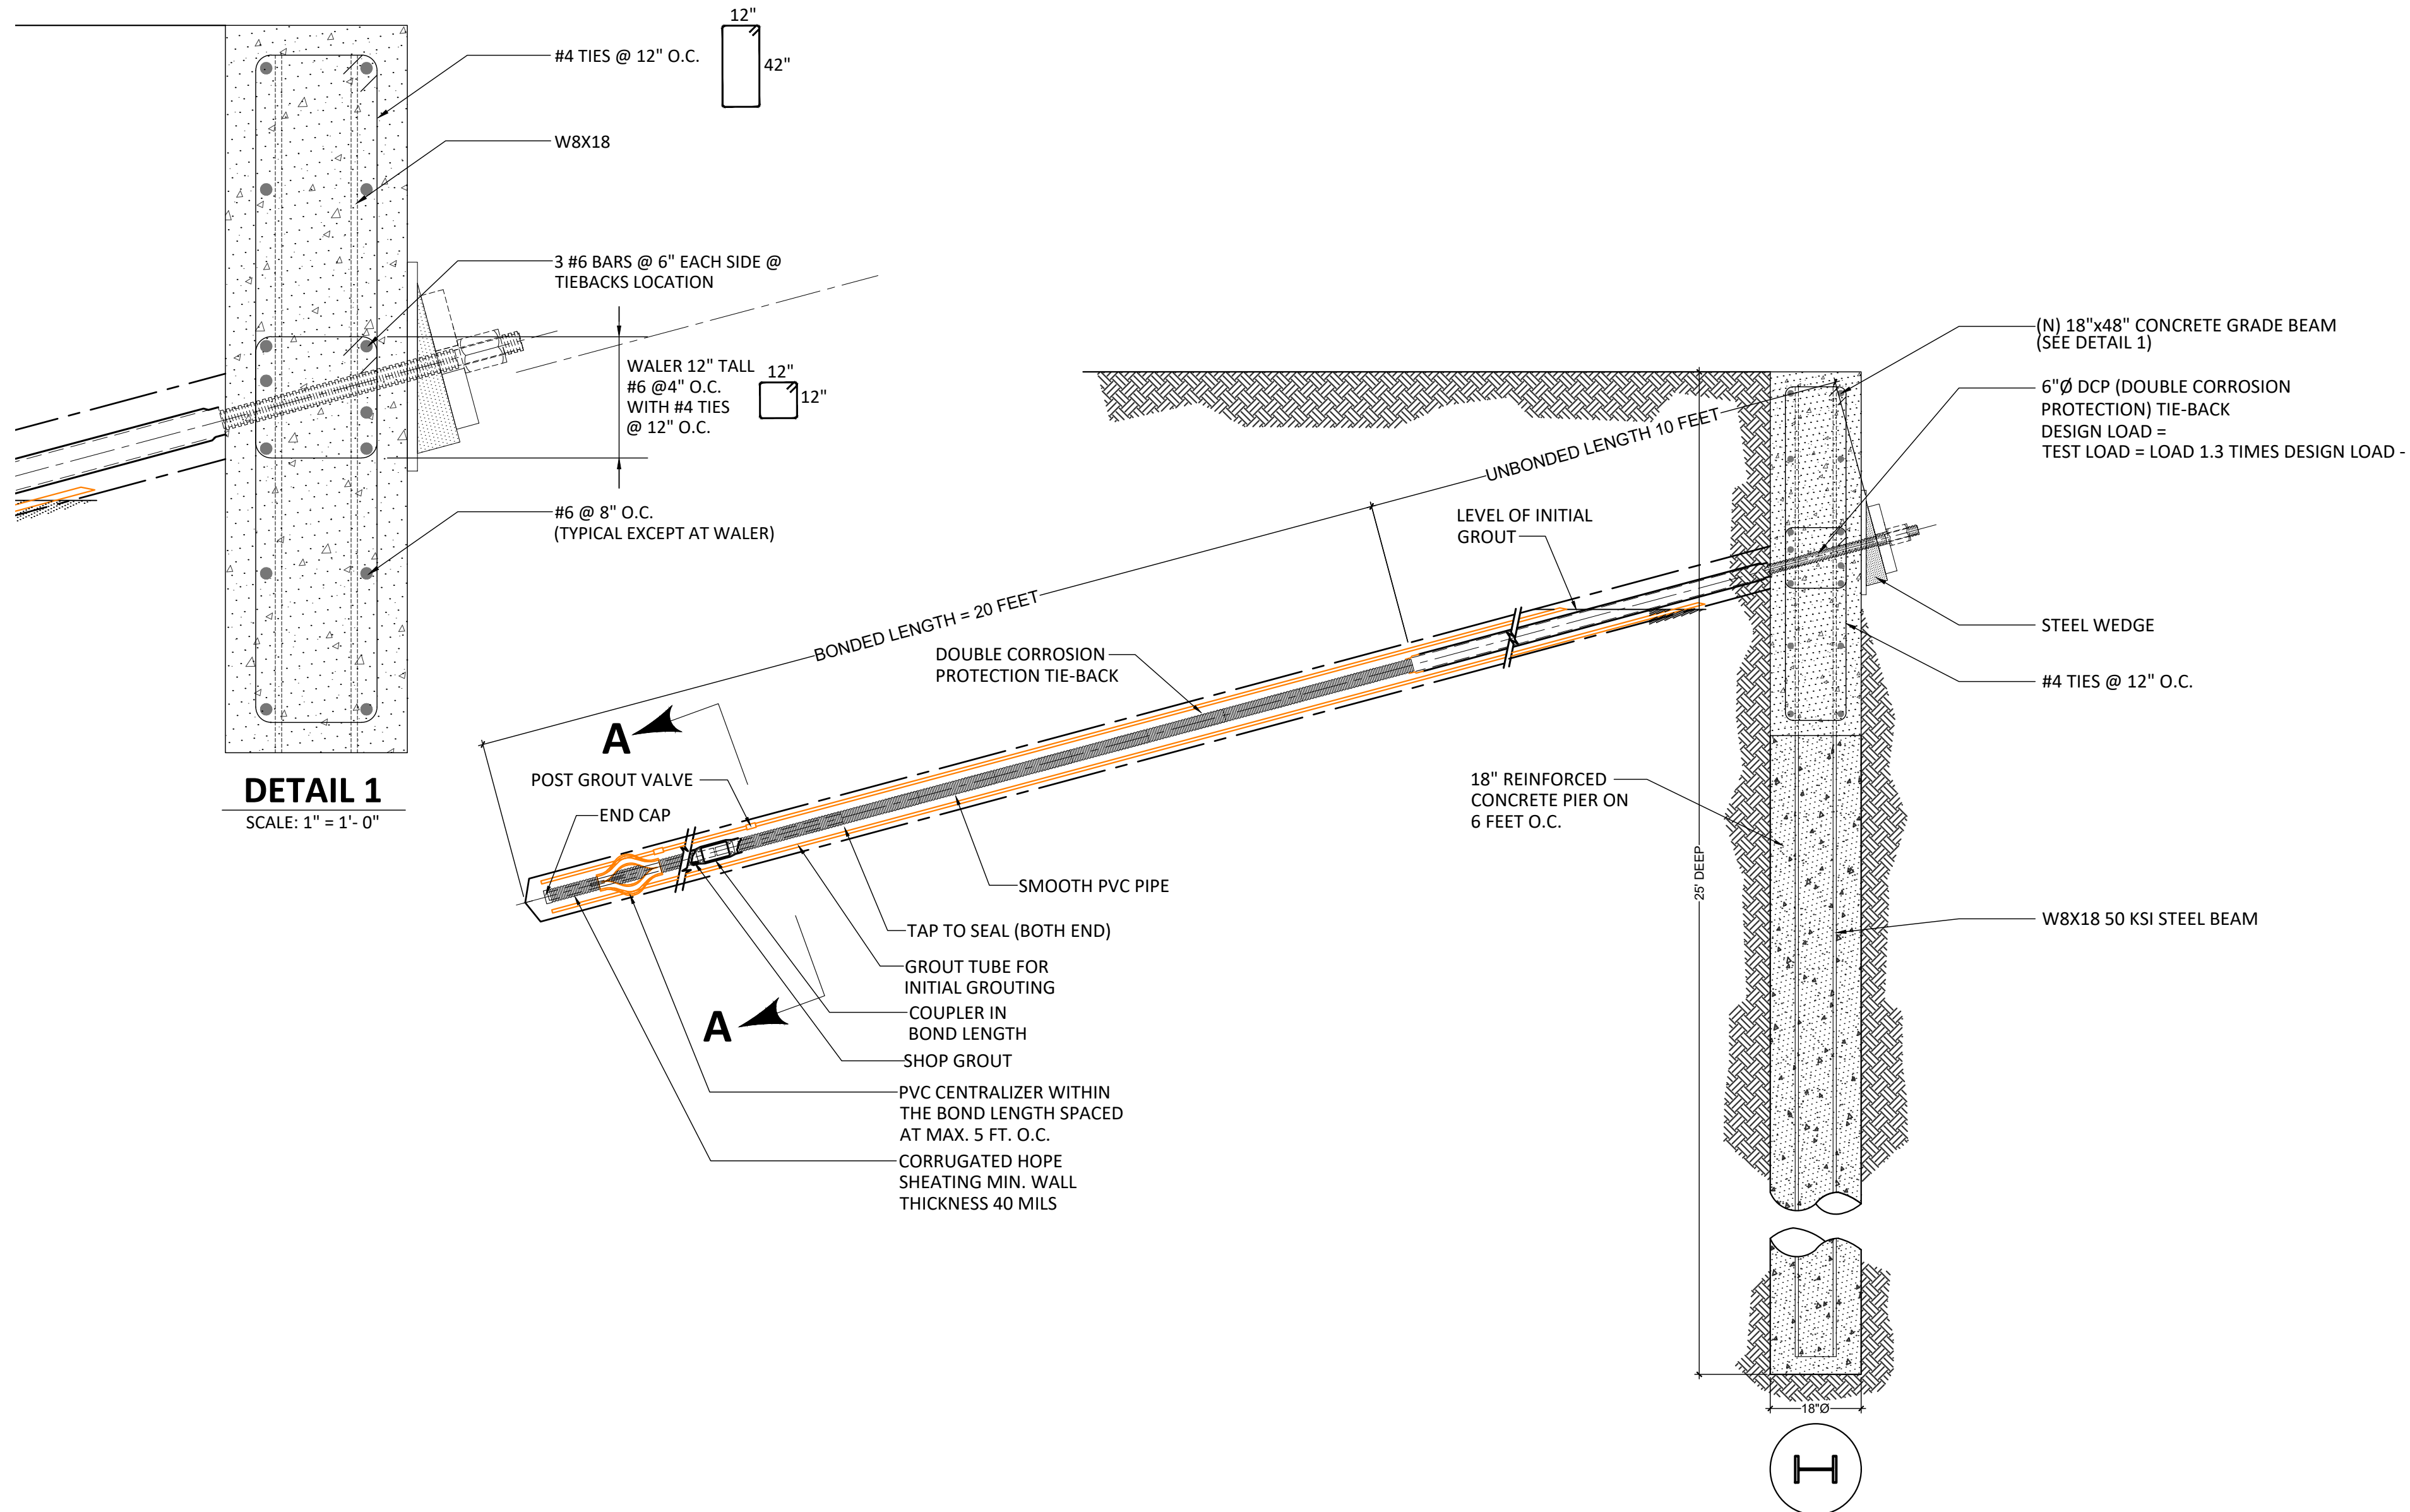 12"
#4 TIES @ 12" O.C.
42"
W8X18
3 #6 BARS @ 6" EACH SIDE @
TIEBACKS LOCATION
WALER 12" TALL
#6 @4" O.C.
WITH #4 TIES
@ 12" O.C.
12"
12"
#6 @ 8" O.C.
(TYPICAL EXCEPT AT WALER)
DETAIL 1
SCALE: 1" = 1'- 0"
(N) 18"x48" CONCRETE GRADE BEAM
(SEE DETAIL 1)
6"Ø DCP (DOUBLE CORROSION
PROTECTION) TIE-BACK
DESIGN LOAD =
TEST LOAD = LOAD 1.3 TIMES DESIGN LOAD -
UNBONDED LENGTH 10 FEET
LEVEL OF INITIAL
GROUT
BONDED LENGTH = 20 FEET
DOUBLE CORROSION
PROTECTION TIE-BACK
STEEL WEDGE
#4 TIES @ 12" O.C.
A
POST GROUT VALVE
END CAP
18" REINFORCED
CONCRETE PIER ON
6 FEET O.C.
25' DEEP
SMOOTH PVC PIPE
W8X18 50 KSI STEEL BEAM
TAP TO SEAL (BOTH END)
GROUT TUBE FOR
INITIAL GROUTING
A
COUPLER IN
BOND LENGTH
SHOP GROUT
PVC CENTRALIZER WITHIN
THE BOND LENGTH SPACED
AT MAX. 5 FT. O.C.
CORRUGATED HOPE
SHEATING MIN. WALL
THICKNESS 40 MILS
18"Ø